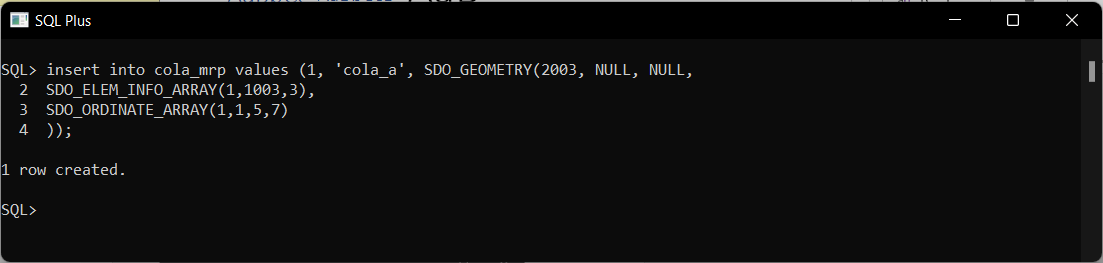 SQL Plus
SQL> insert into cola_mrp values (1, 'cola_a', SDO_GEOMETRY(2003, NULL, NULL,
2 SDO_ELEM_INFO_ARRAY(1,1003,3),
3 SDO_ORDINATE_ARRAY(1,1,5,7)
4 ));
1 row created.
SQL>